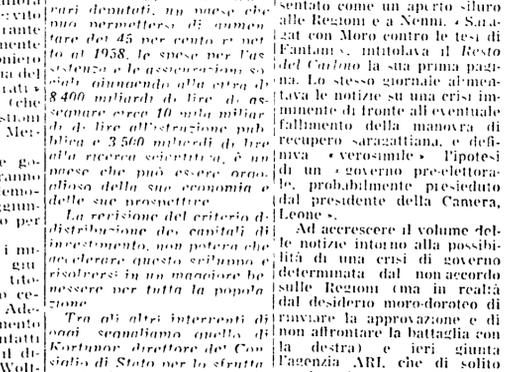 cari deputati, un paese che
può permettersi di aumen
tare del 45 per cento rispet
to al 1958, le spese per l'as
sistenza e le assicurazioni so
ciali, giungendo alla cifra di
8 400 miliardi di lire di as
segnare circa 10 mila miliar
di di lire all'istruzione pub
blica e 3 500 miliardi di lire
alla ricerca scientifica, è un
paese che può essere orgo
glioso della sua economia e
delle sue prospettive
La revisione del criterio di
distribuzione dei capitali di
investimento, non potera che
accelerare questo sviluppo e
risolversi in un maggiore be
nessere per tutta la popola
zione
Tra gli altri interventi di
oggi segnaliamo quello di
Kortunov direttore del Con
siglio di Stato per la sfrutta
sentato come un aperto siluro
alle Regioni e a Nenni. « Sara-
gat con Moro contro le tesi di
Fanfani », intitolava il Resto
del Carlino la sua prima pagi-
na. Lo stesso giornale alimen-
tava le notizie su una crisi im-
minente di fronte all'eventuale
fallimento della manovra di
recupero saragattiana, e defi-
niva « verosimile » l'ipotesi
di un « governo pre-elettora-
le, probabilmente presieduto
dal presidente della Camera,
Leone ».
Ad accrescere il volume del-
le notizie intorno alla possibi-
lità di una crisi di governo
determinata dal non accordo
sulle Regioni (ma in realtà
dal desiderio moro-doroteo di
rinviare la approvazione e di
non affrontare la battaglia con
la destra) è ieri giunta
l'agenzia ARI, che di solito